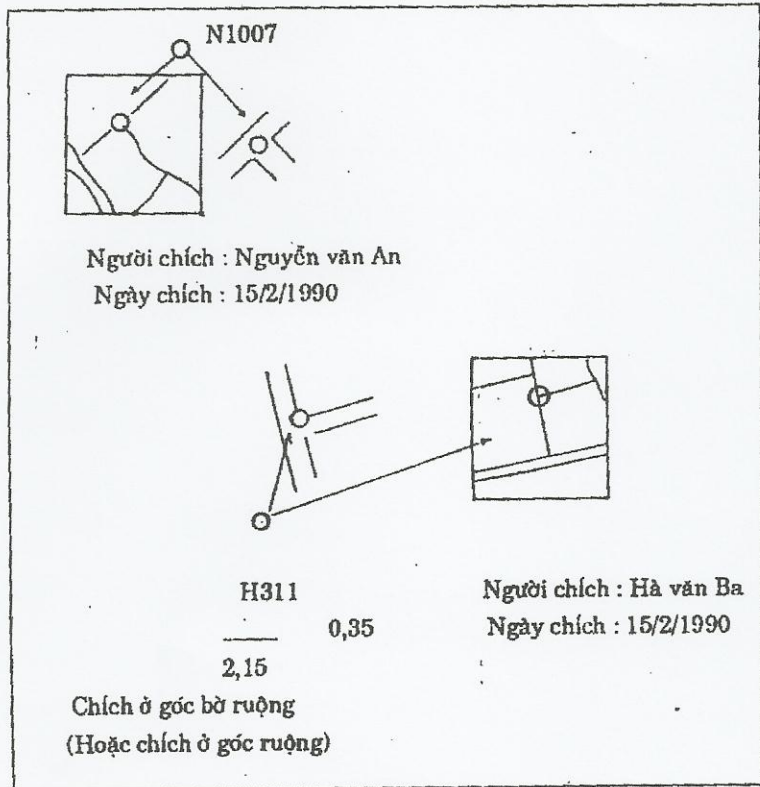 N1007
Người chích : Nguyễn văn An
Ngày chích : 15/2/1990
H311
0,35
2,15
Người chích : Hà văn Ba
Ngày chích : 15/2/1990
Chích ở góc bờ ruộng
(Hoặc chích ở góc ruộng)